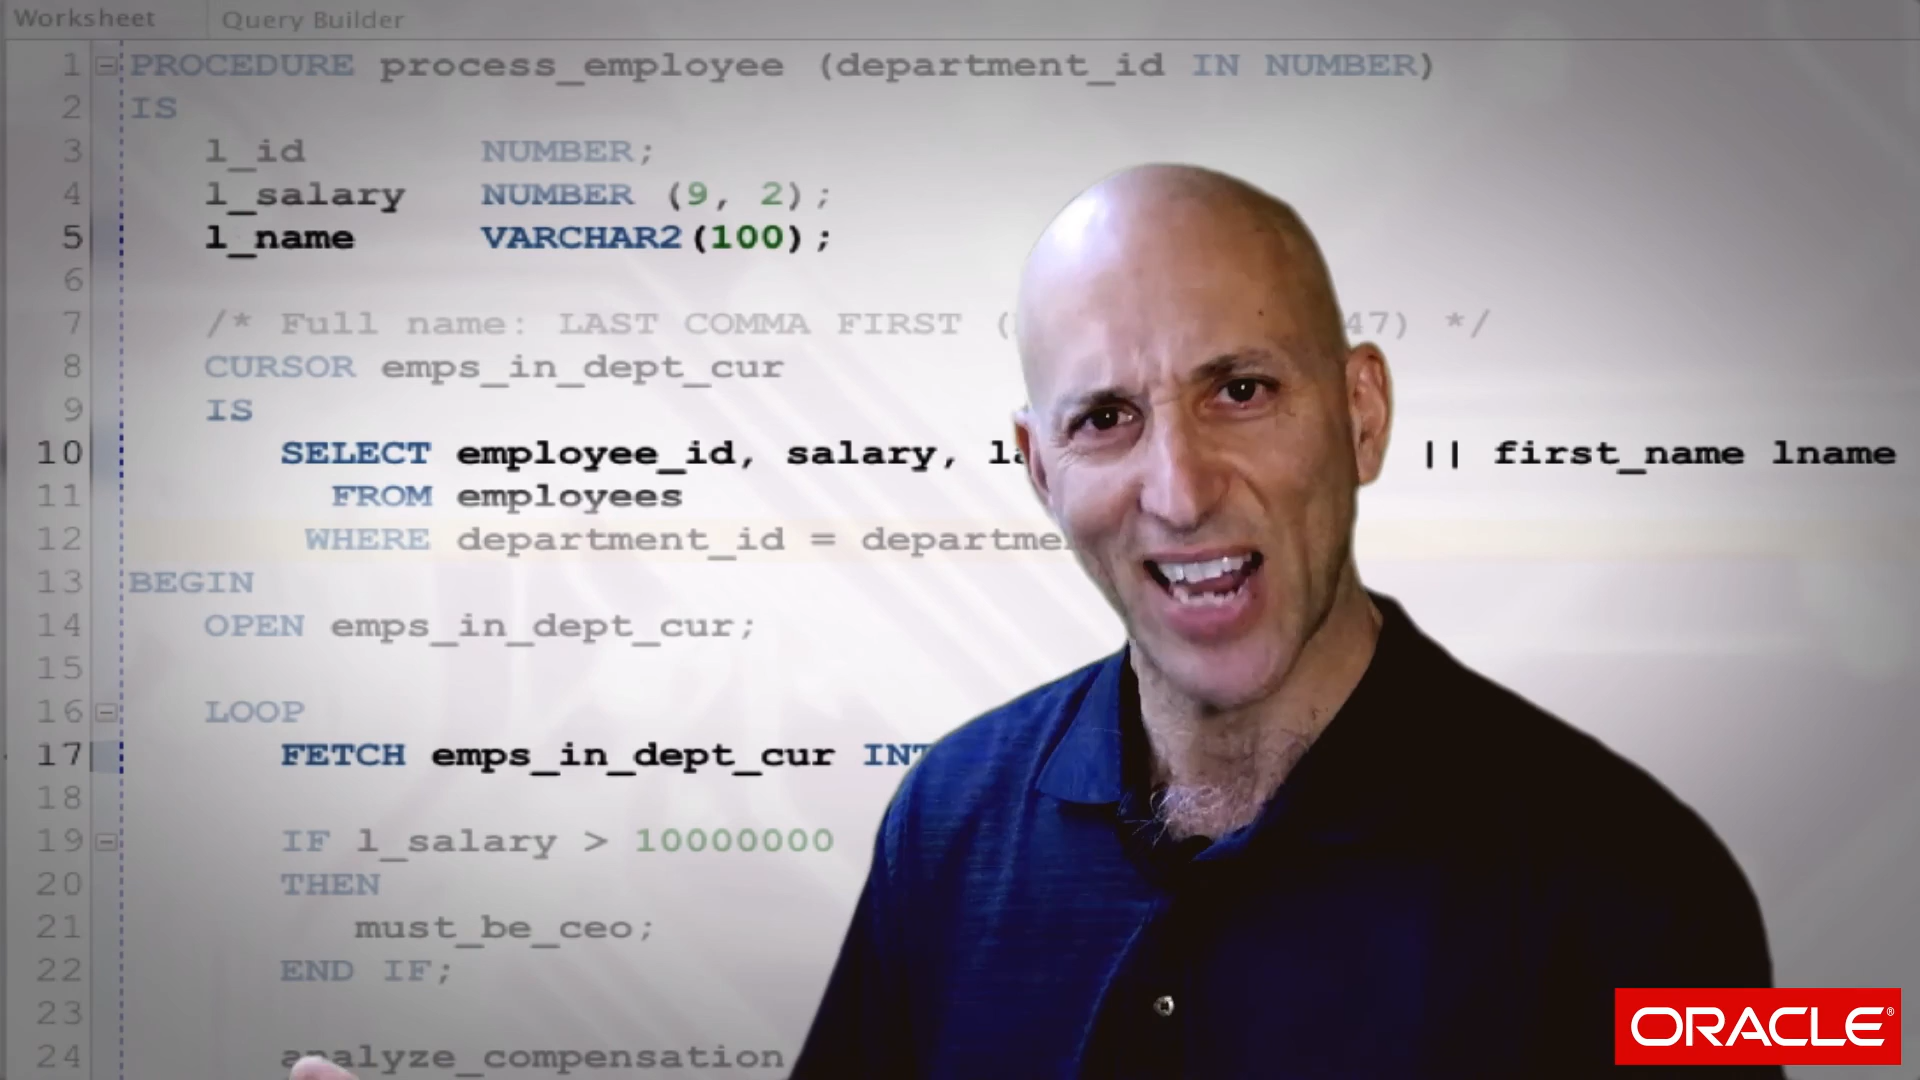 Worksheet Query Builder
1 PROCEDURE process_employee (department_id IN NUMBER)
2 IS
3 l_id NUMBER;
4 l_salary NUMBER (9, 2);
5 l_name VARCHAR2(100);
6
7 /* Full name: LAST COMMA FIRST ( 47) */
8 CURSOR emps_in_dept_cur
9 IS
10 SELECT employee_id, salary, || first_name lname
11 FROM employees
12 WHERE department_id =
13 BEGIN
14 OPEN emps_in_dept_cur;
15
16 LOOP
17 FETCH emps_in_dept_cur
18
19 IF l_salary > 10000000
20 THEN
21 must_be_ceo;
22 END IF;
23
24 analyze_compensation
ORACLE®